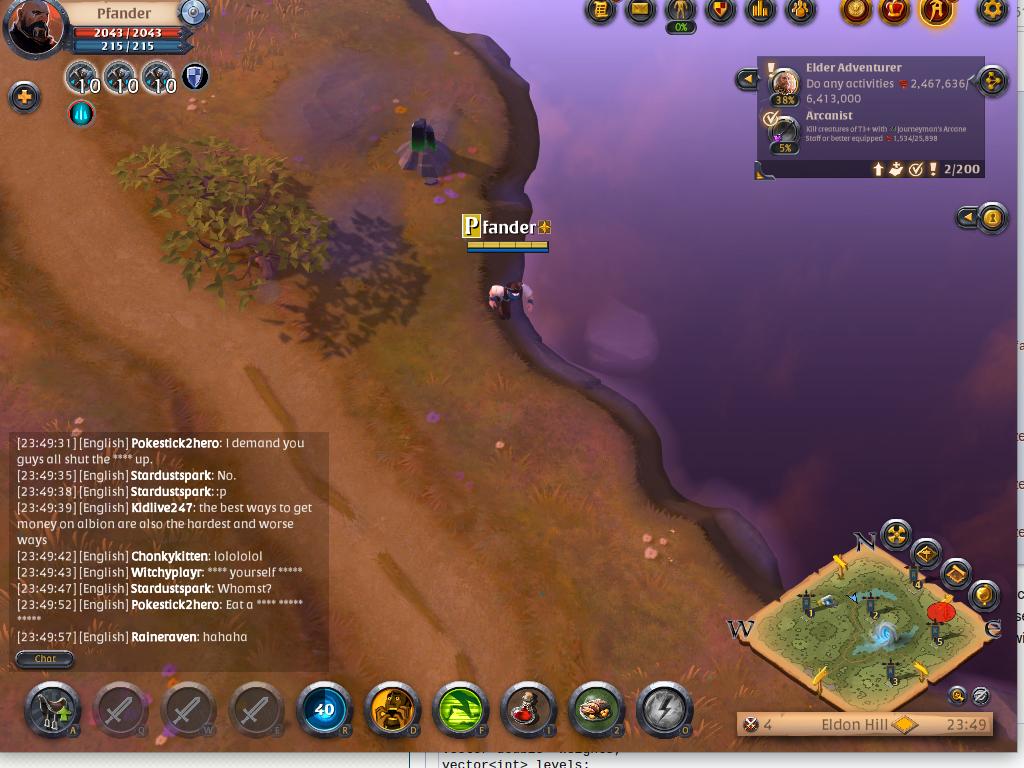 Pfander
2043/2043
215/215
10 10 10
0%
Elder Adventurer
Do any activities 2,467,636/
6,413,000
38%
Arcanist
Kill creatures of T3+ with Journeyman's Arcane
Staff or better equipped 1,534/25,898
5%
2/200
Pfander
[23:49:31] [English] Pokestick2hero: I demand you
guys all shut the **** up.
[23:49:35] [English] Stardustspark: No.
[23:49:38] [English] Stardustspark: :p
[23:49:39] [English] Kidlive247: the best ways to get
money on albion are also the hardest and worse
ways
[23:49:42] [English] Chonkykitten: lolololol
[23:49:43] [English] Witchyplayr: **** yourself *****
[23:49:47] [English] Stardustspark: Whomst?
[23:49:52] [English] Pokestick2hero: Eat a **** *****
*****
[23:49:57] [English] Raineraven: hahaha
Chat
N
W
E
1 2 3 4 5
40
A Q W E R D F 1 2 O
4 Eldon Hill 23:49
vector<int> levels;